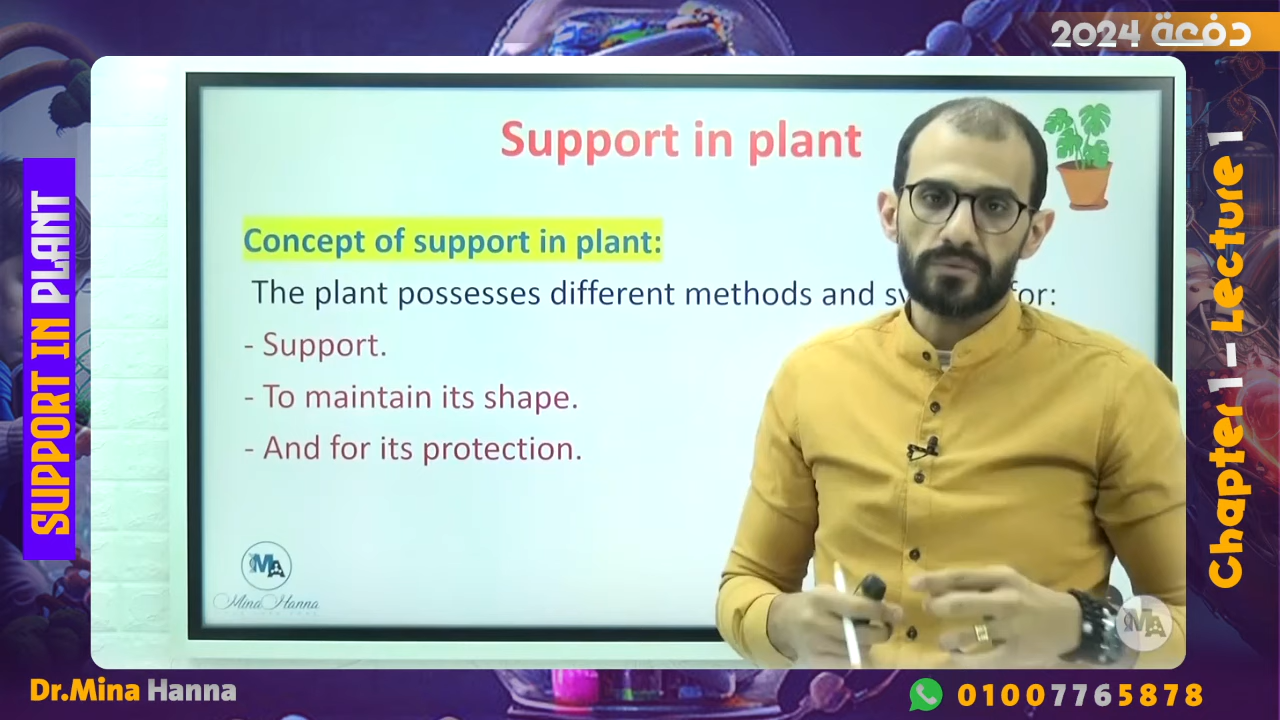 دفعة 2024
Support in plant
Concept of support in plant:
The plant possesses different methods and sy for:
- Support.
- To maintain its shape.
- And for its protection.
MA
Mina Hanna
MA
SUPPORT IN PLANT
Chapter 1 - Lecture 1
Dr.Mina Hanna
01007765878